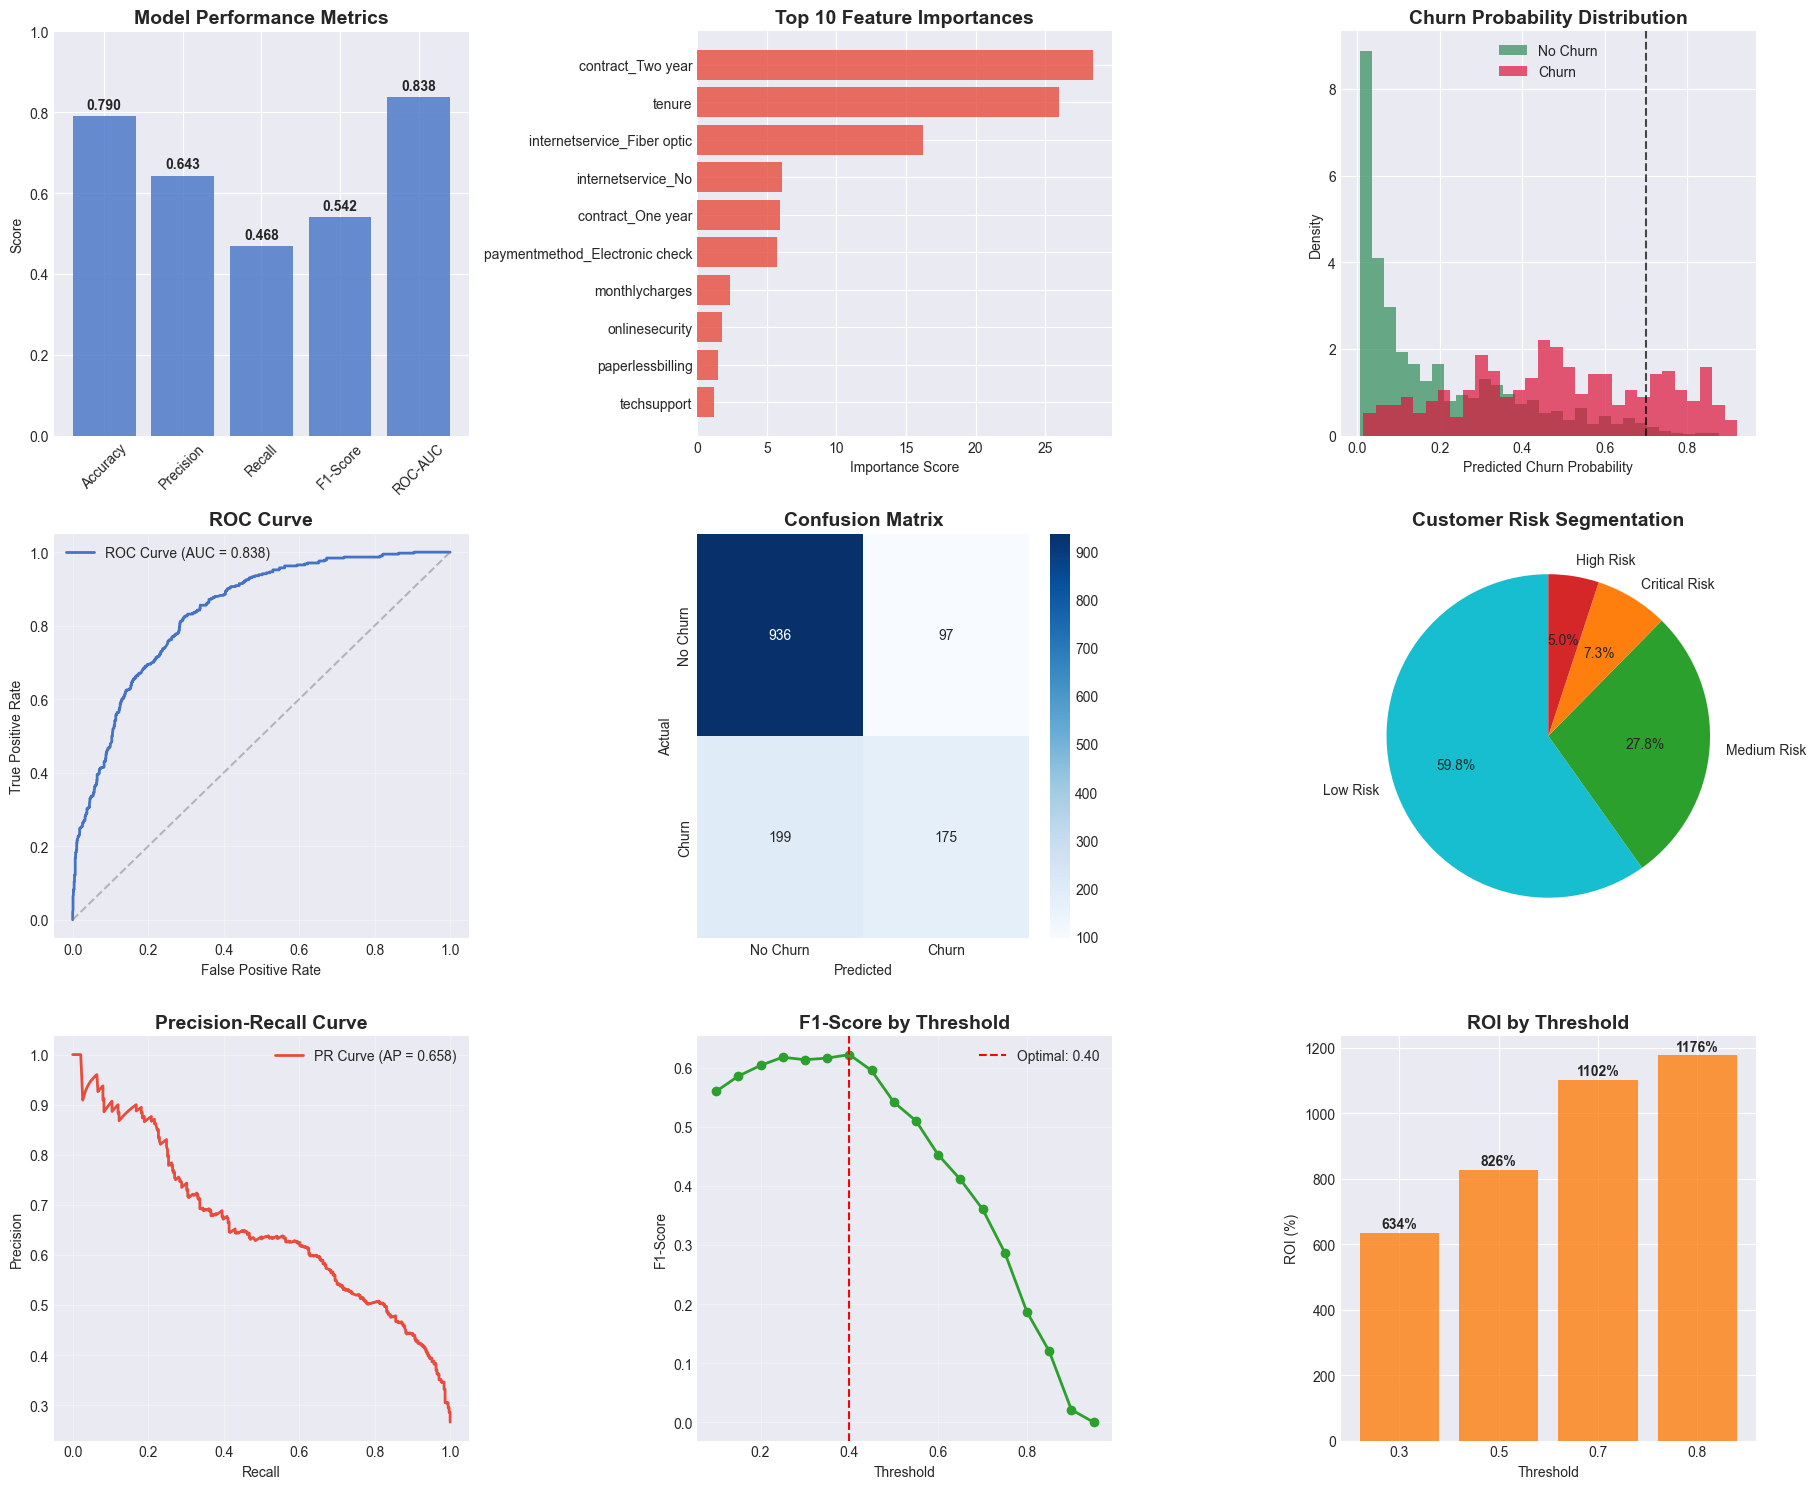 Model Performance Metrics
1.0
0.8
0.6
0.4
0.2
0.0
Score
0.790
0.643
0.468
0.542
0.838
Accuracy
Precision
Recall
F1-Score
ROC-AUC
Top 10 Feature Importances
contract_Two year
tenure
internetservice_Fiber optic
internetservice_No
contract_One year
paymentmethod_Electronic check
monthlycharges
onlinesecurity
paperlessbilling
techsupport
0 5 10 15 20 25
Importance Score
Churn Probability Distribution
No Churn
Churn
8
6
4
2
0
Density
0.0 0.2 0.4 0.6 0.8
Predicted Churn Probability
ROC Curve
ROC Curve (AUC = 0.838)
1.0
0.8
0.6
0.4
0.2
0.0
True Positive Rate
0.0 0.2 0.4 0.6 0.8 1.0
False Positive Rate
Confusion Matrix
No Churn
Churn
Actual
936 97
199 175
No Churn Churn
Predicted
900
800
700
600
500
400
300
200
100
Customer Risk Segmentation
High Risk
Critical Risk
5.0%
7.3%
27.8%
Medium Risk
59.8%
Low Risk
Precision-Recall Curve
PR Curve (AP = 0.658)
1.0
0.9
0.8
0.7
0.6
0.5
0.4
0.3
Precision
0.0 0.2 0.4 0.6 0.8 1.0
Recall
F1-Score by Threshold
Optimal: 0.40
0.6
0.5
0.4
0.3
0.2
0.1
0.0
F1-Score
0.2 0.4 0.6 0.8
Threshold
ROI by Threshold
1200
1000
800
600
400
200
0
ROI (%)
634%
826%
1102%
1176%
0.3 0.5 0.7 0.8
Threshold